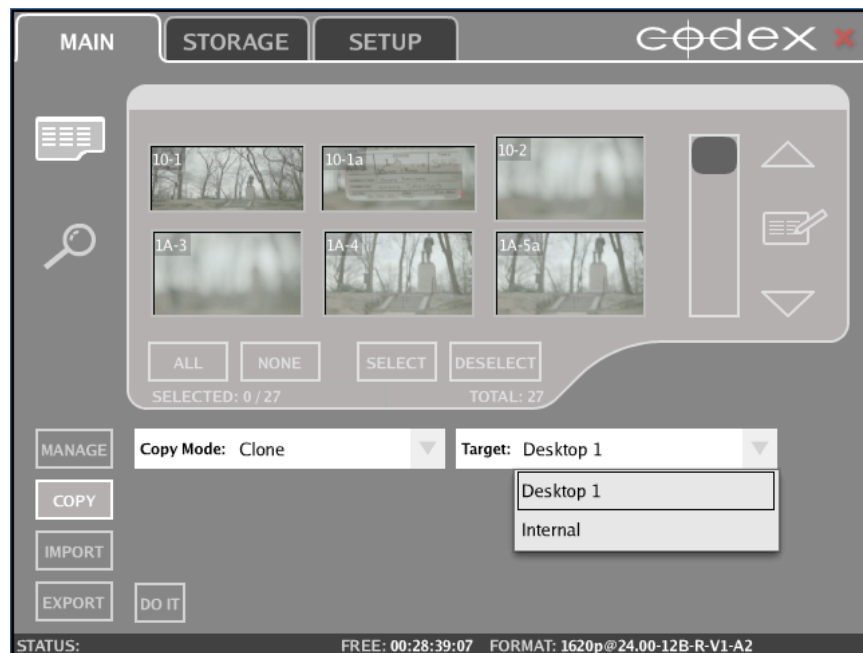 MAIN
STORAGE
SETUP
codex
10-1
10-1a
10-2
1A-3
1A-4
1A-5a
ALL
NONE
SELECT
DESELECT
SELECTED: 0 / 27
TOTAL: 27
MANAGE
Copy Mode: Clone
Target: Desktop 1
Desktop 1
Internal
COPY
IMPORT
EXPORT
DO IT
STATUS:
FREE: 00:28:39:07
FORMAT: 1620p@24.00-12B-R-V1-A2